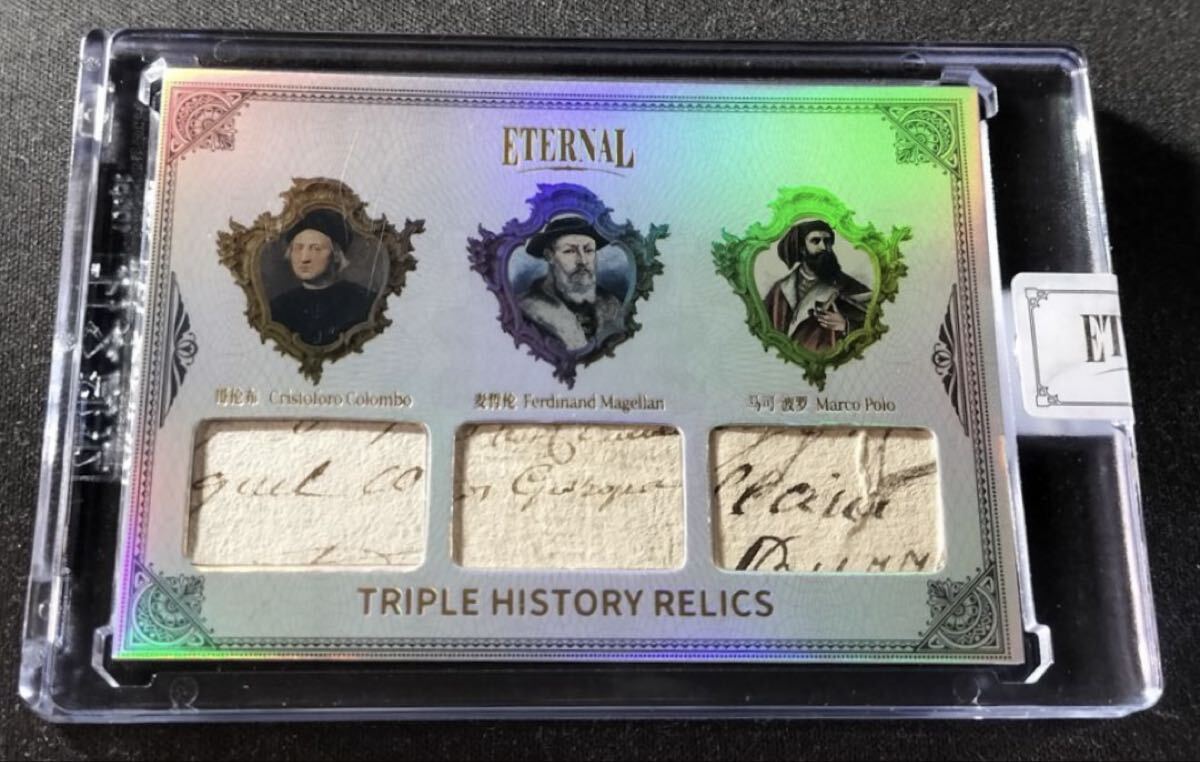 ETERNAL
哥伦布 Cristoforo Colombo
麦哲伦 Ferdinand Magellan
马可 波罗 Marco Polo
TRIPLE HISTORY RELICS